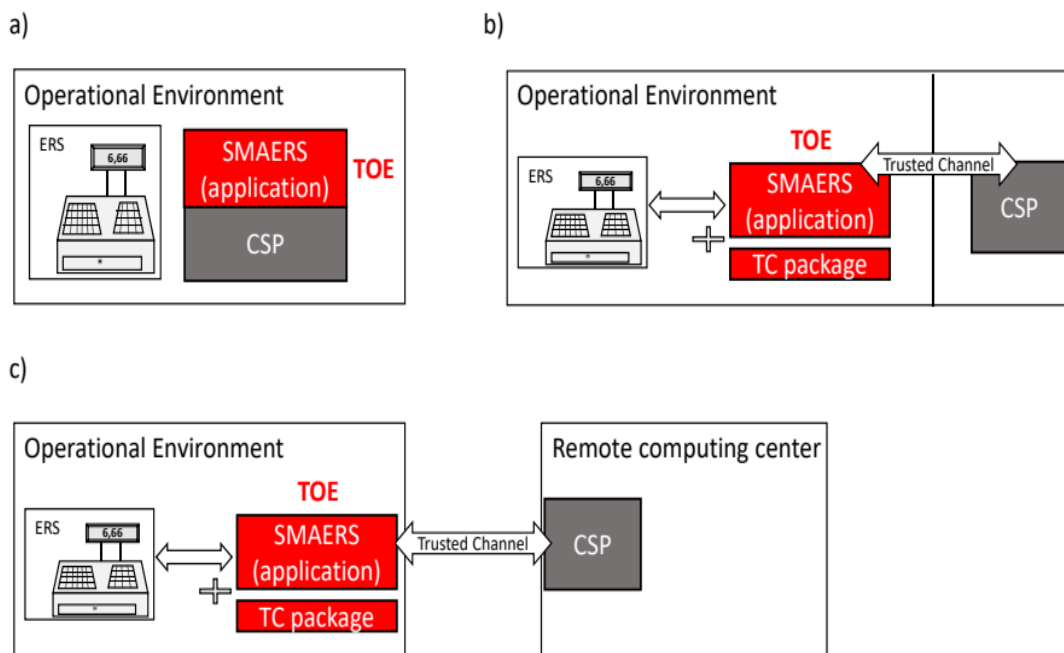 a)
Operational Environment
ERS
6,66
SMAERS
(application)
TOE
CSP
b)
Operational Environment
TOE
ERS
6,66
SMAERS
(application)
Trusted Channel
CSP
TC package
c)
Operational Environment
TOE
ERS
6,66
SMAERS
(application)
TC package
Trusted Channel
Remote computing center
CSP